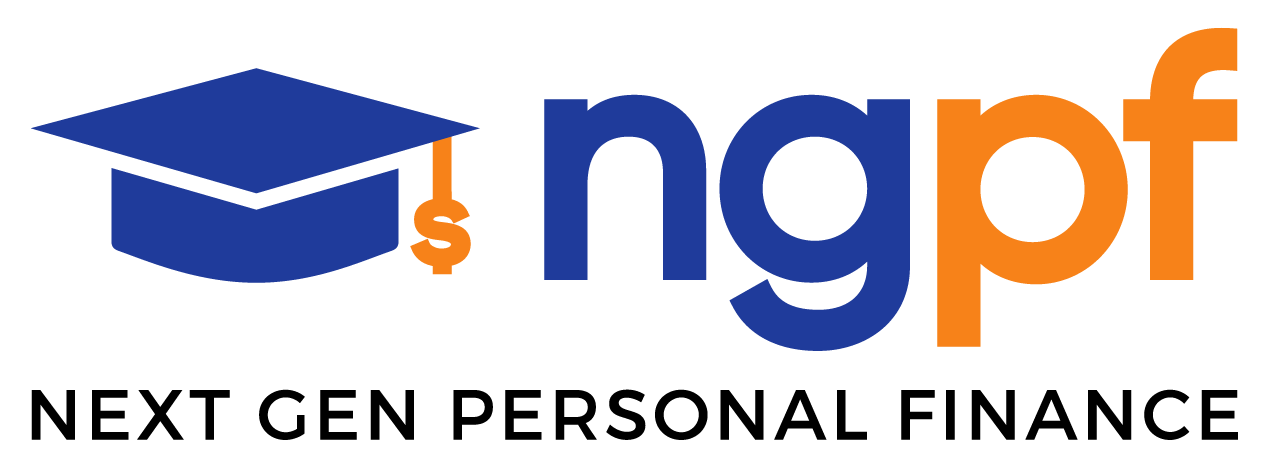 $
ngpf
NEXT GEN PERSONAL FINANCE